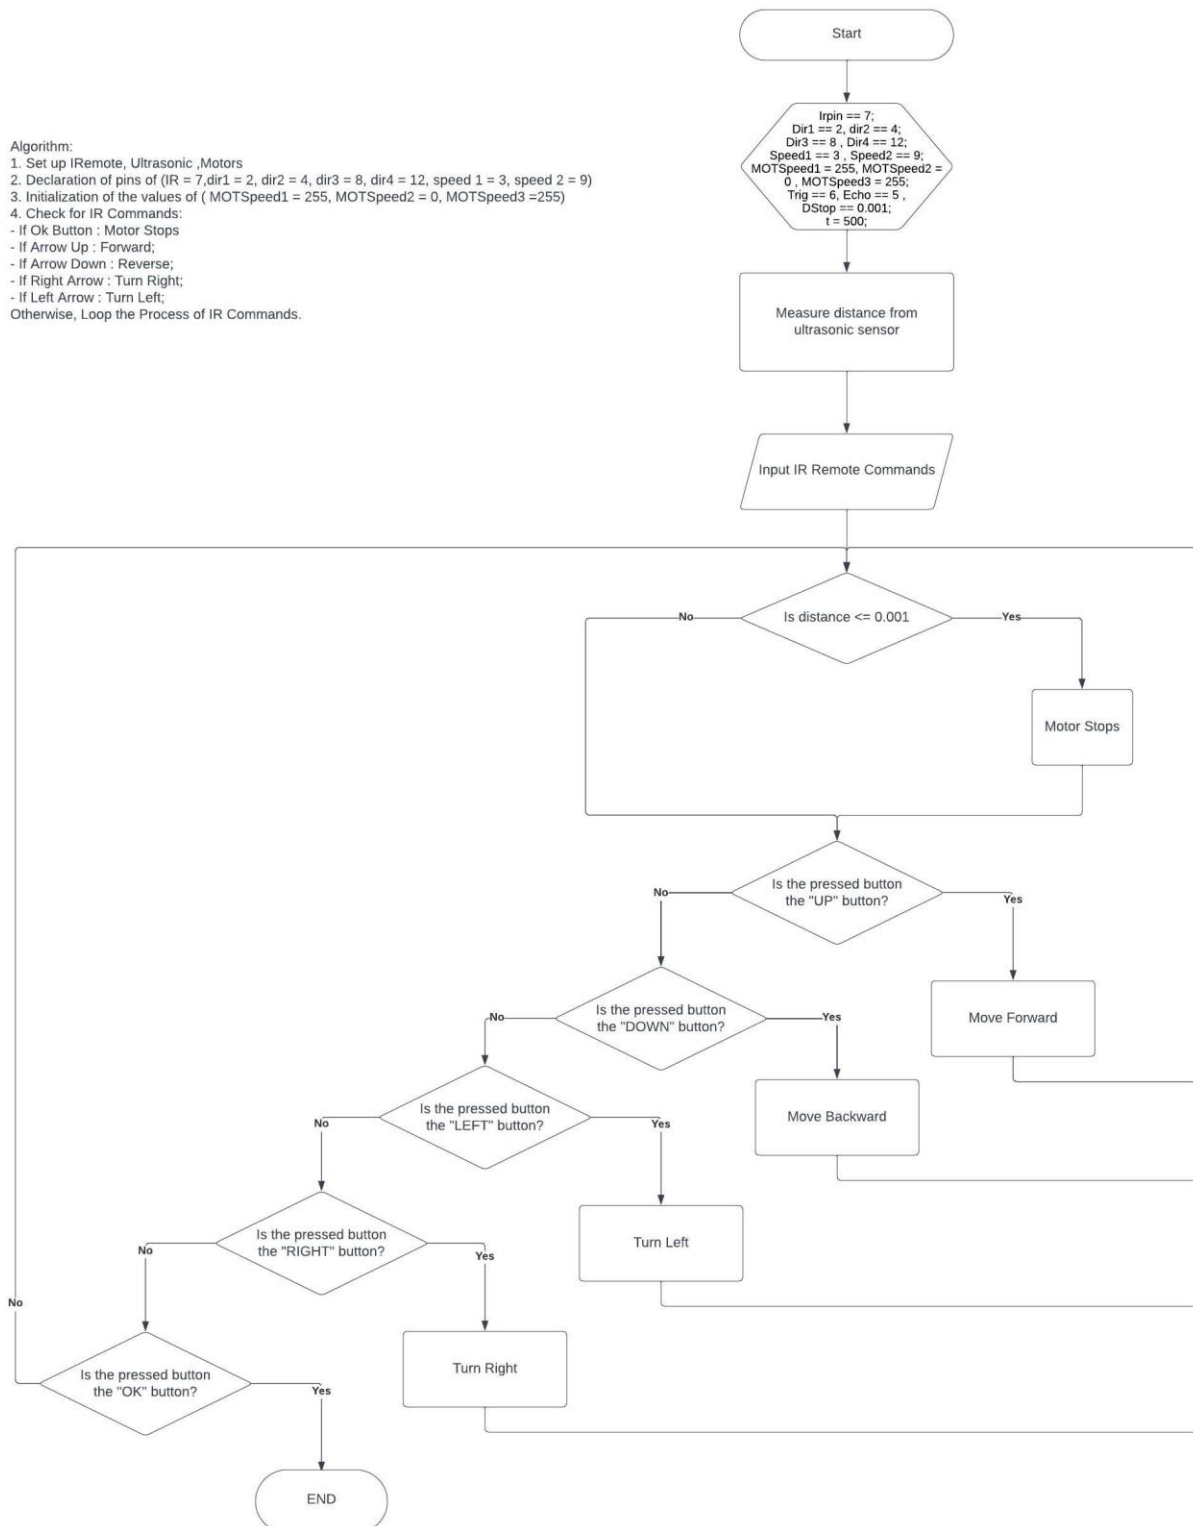 Start
Irpin == 7;
Dir1 == 2, dir2 == 4;
Dir3 == 8 , Dir4 == 12;
Speed1 == 3 , Speed2 == 9;
MOTSpeed1 = 255, MOTSpeed2 =
0 , MOTSpeed3 = 255;
Trig == 6, Echo == 5 ,
DStop == 0.001;
t = 500;
Algorithm:
1. Set up IRemote, Ultrasonic ,Motors
2. Declaration of pins of (IR = 7,dir1 = 2, dir2 = 4, dir3 = 8, dir4 = 12, speed 1 = 3, speed 2 = 9)
3. Initialization of the values of ( MOTSpeed1 = 255, MOTSpeed2 = 0, MOTSpeed3 =255)
4. Check for IR Commands:
- If Ok Button : Motor Stops
- If Arrow Up : Forward;
- If Arrow Down : Reverse;
- If Right Arrow : Turn Right;
- If Left Arrow : Turn Left;
Otherwise, Loop the Process of IR Commands.
Measure distance from
ultrasonic sensor
Input IR Remote Commands
Is distance <= 0.001
No
Yes
Motor Stops
Is the pressed button
the "UP" button?
No
Yes
Move Forward
Is the pressed button
the "DOWN" button?
No
Yes
Move Backward
Is the pressed button
the "LEFT" button?
No
Yes
Turn Left
Is the pressed button
the "RIGHT" button?
No
Yes
Turn Right
Is the pressed button
the "OK" button?
No
Yes
END